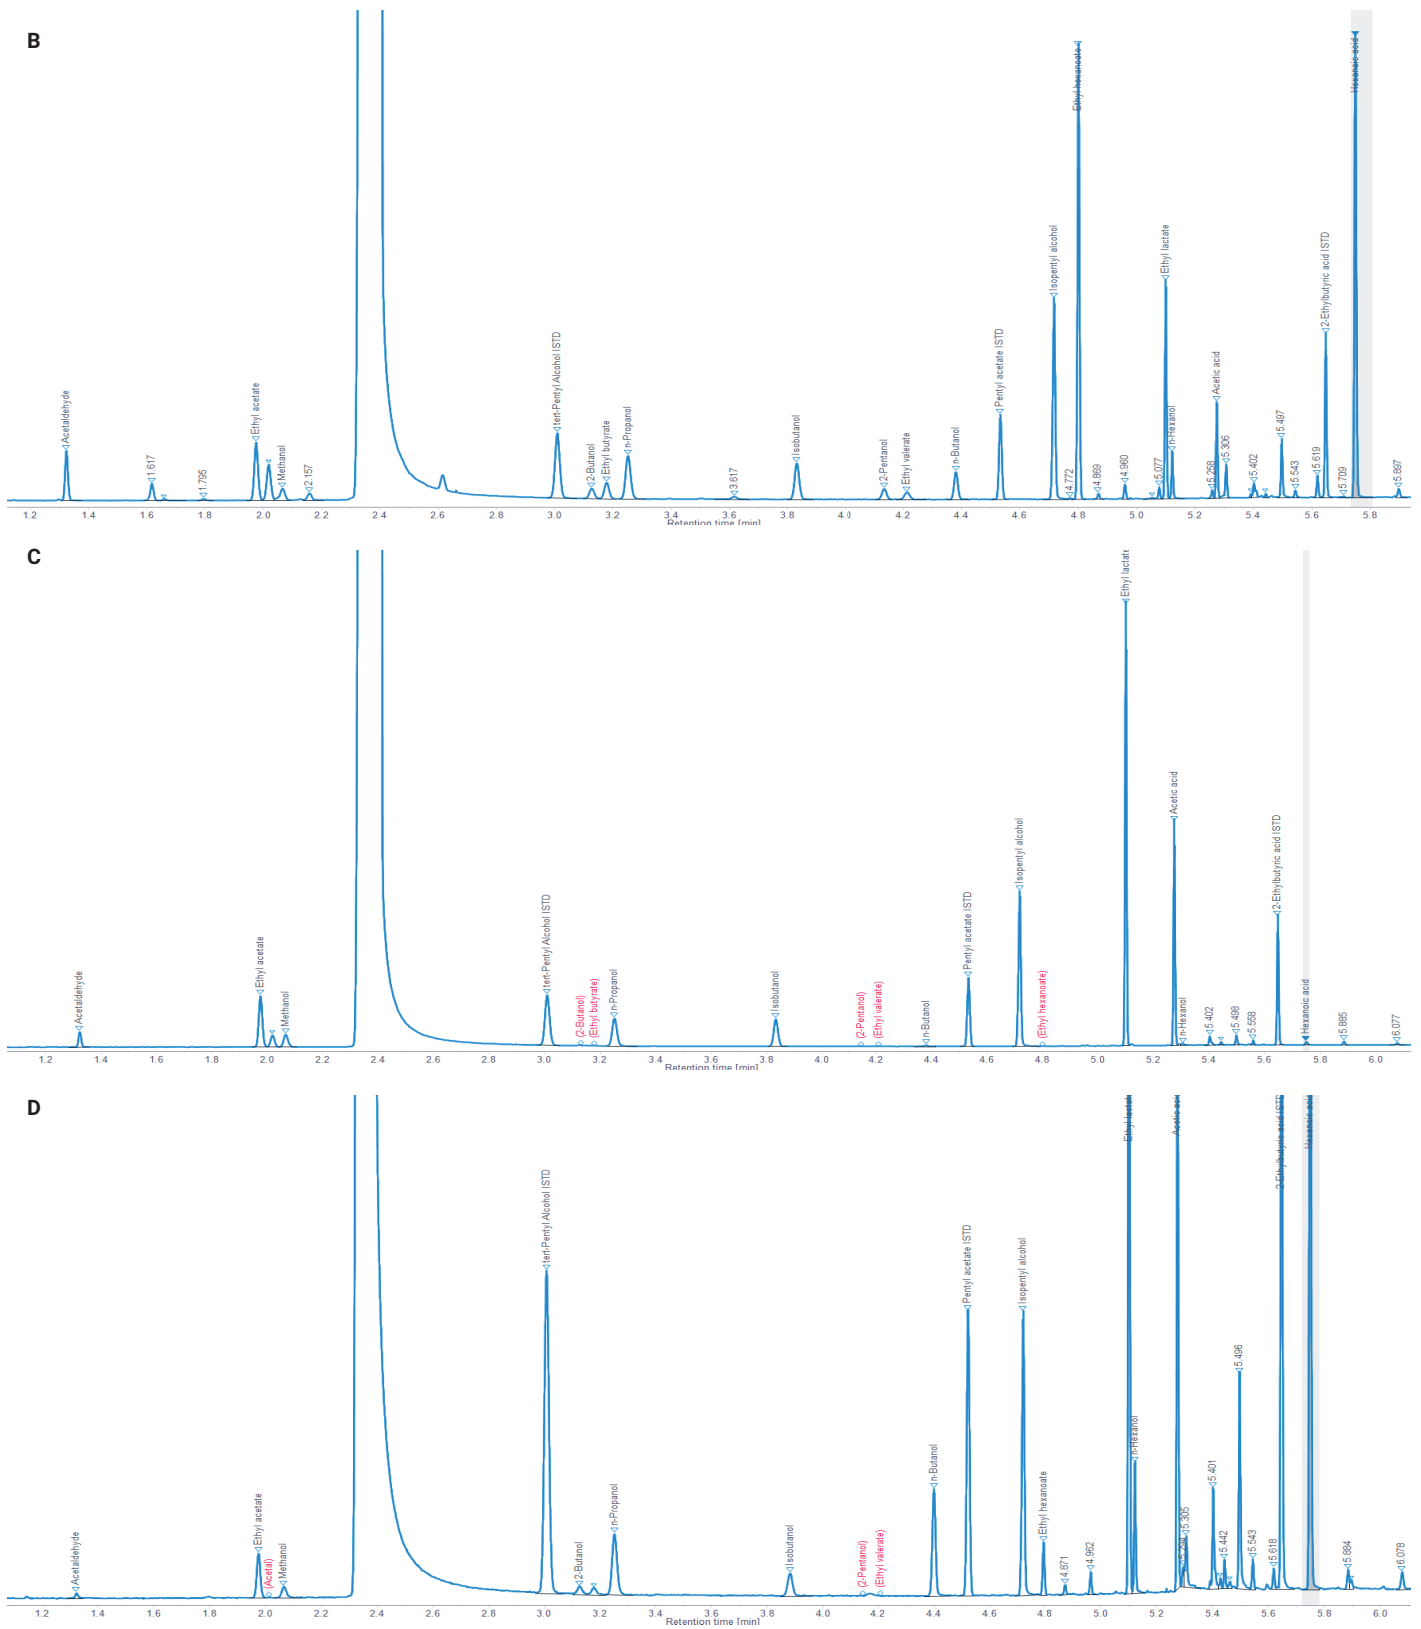 B
Acetaldehyde
1.617
1.795
Ethyl acetate
Methanol
2.157
tert-Pentyl Alcohol ISTD
2-Butanol
Ethyl butyrate
n-Propanol
3.617
Isobutanol
2-Pentanol
Ethyl valerate
n-Butanol
Pentyl acetate ISTD
Isopentyl alcohol
4.772
Ethyl hexanoate
4.869
4.960
5.077
Ethyl lactate
n-Hexanol
5.258
Acetic acid
5.306
5.402
5.497
5.543
5.619
2-Ethylbutyric acid ISTD
5.709
Hexanoic acid
5.897
1.2 1.4 1.6 1.8 2.0 2.2 2.4 2.6 2.8 3.0 3.2 3.4 3.6 3.8 4.0 4.2 4.4 4.6 4.8 5.0 5.2 5.4 5.6 5.8
Retention time [min]
C
Acetaldehyde
Ethyl acetate
Methanol
tert-Pentyl Alcohol ISTD
(2-Butanol)
(Ethyl butyrate)
n-Propanol
Isobutanol
(2-Pentanol)
(Ethyl valerate)
n-Butanol
Pentyl acetate ISTD
Isopentyl alcohol
(Ethyl hexanoate)
Ethyl lactate
Acetic acid
n-Hexanol
5.402
5.498
5.558
2-Ethylbutyric acid ISTD
Hexanoic acid
5.885
6.077
1.2 1.4 1.6 1.8 2.0 2.2 2.4 2.6 2.8 3.0 3.2 3.4 3.6 3.8 4.0 4.2 4.4 4.6 4.8 5.0 5.2 5.4 5.6 5.8 6.0
Retention time [min]
D
Acetaldehyde
Ethyl acetate
(Acetal)
Methanol
tert-Pentyl Alcohol ISTD
2-Butanol
n-Propanol
Isobutanol
(2-Pentanol)
(Ethyl valerate)
n-Butanol
Pentyl acetate ISTD
Isopentyl alcohol
Ethyl hexanoate
4.871
4.962
Ethyl lactate
n-Hexanol
Acetic acid
5.305
5.401
5.442
5.496
5.543
5.618
2-Ethylbutyric acid ISTD
Hexanoic acid
5.884
6.078
1.2 1.4 1.6 1.8 2.0 2.2 2.4 2.6 2.8 3.0 3.2 3.4 3.6 3.8 4.0 4.2 4.4 4.6 4.8 5.0 5.2 5.4 5.6 5.8 6.0
Retention time [min]